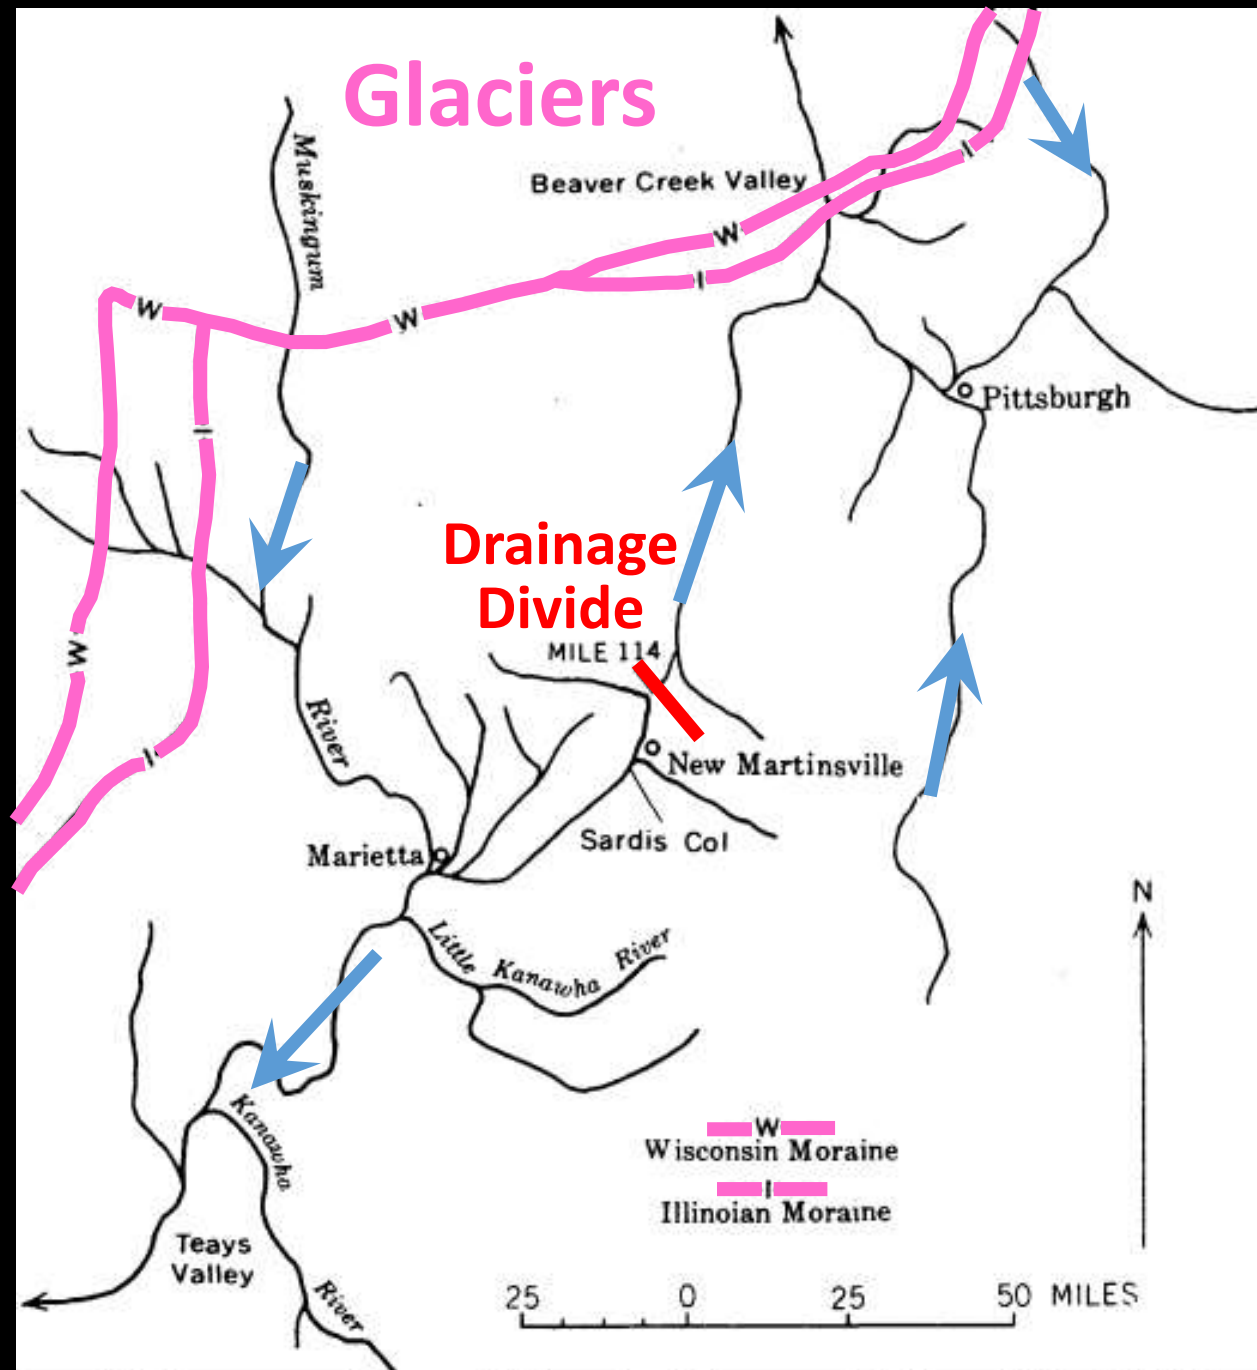 Glaciers
Muskingum
Beaver Creek Valley
W
I
W
I
W
W
I
Pittsburgh
Drainage
Divide
MILE 114
W
River
New Martinsville
I
Sardis Col
Marietta
N
Little Kanawha River
Kanawha
W
Wisconsin Moraine
I
Illinoian Moraine
Teays
Valley
River
25 0 25 50 MILES